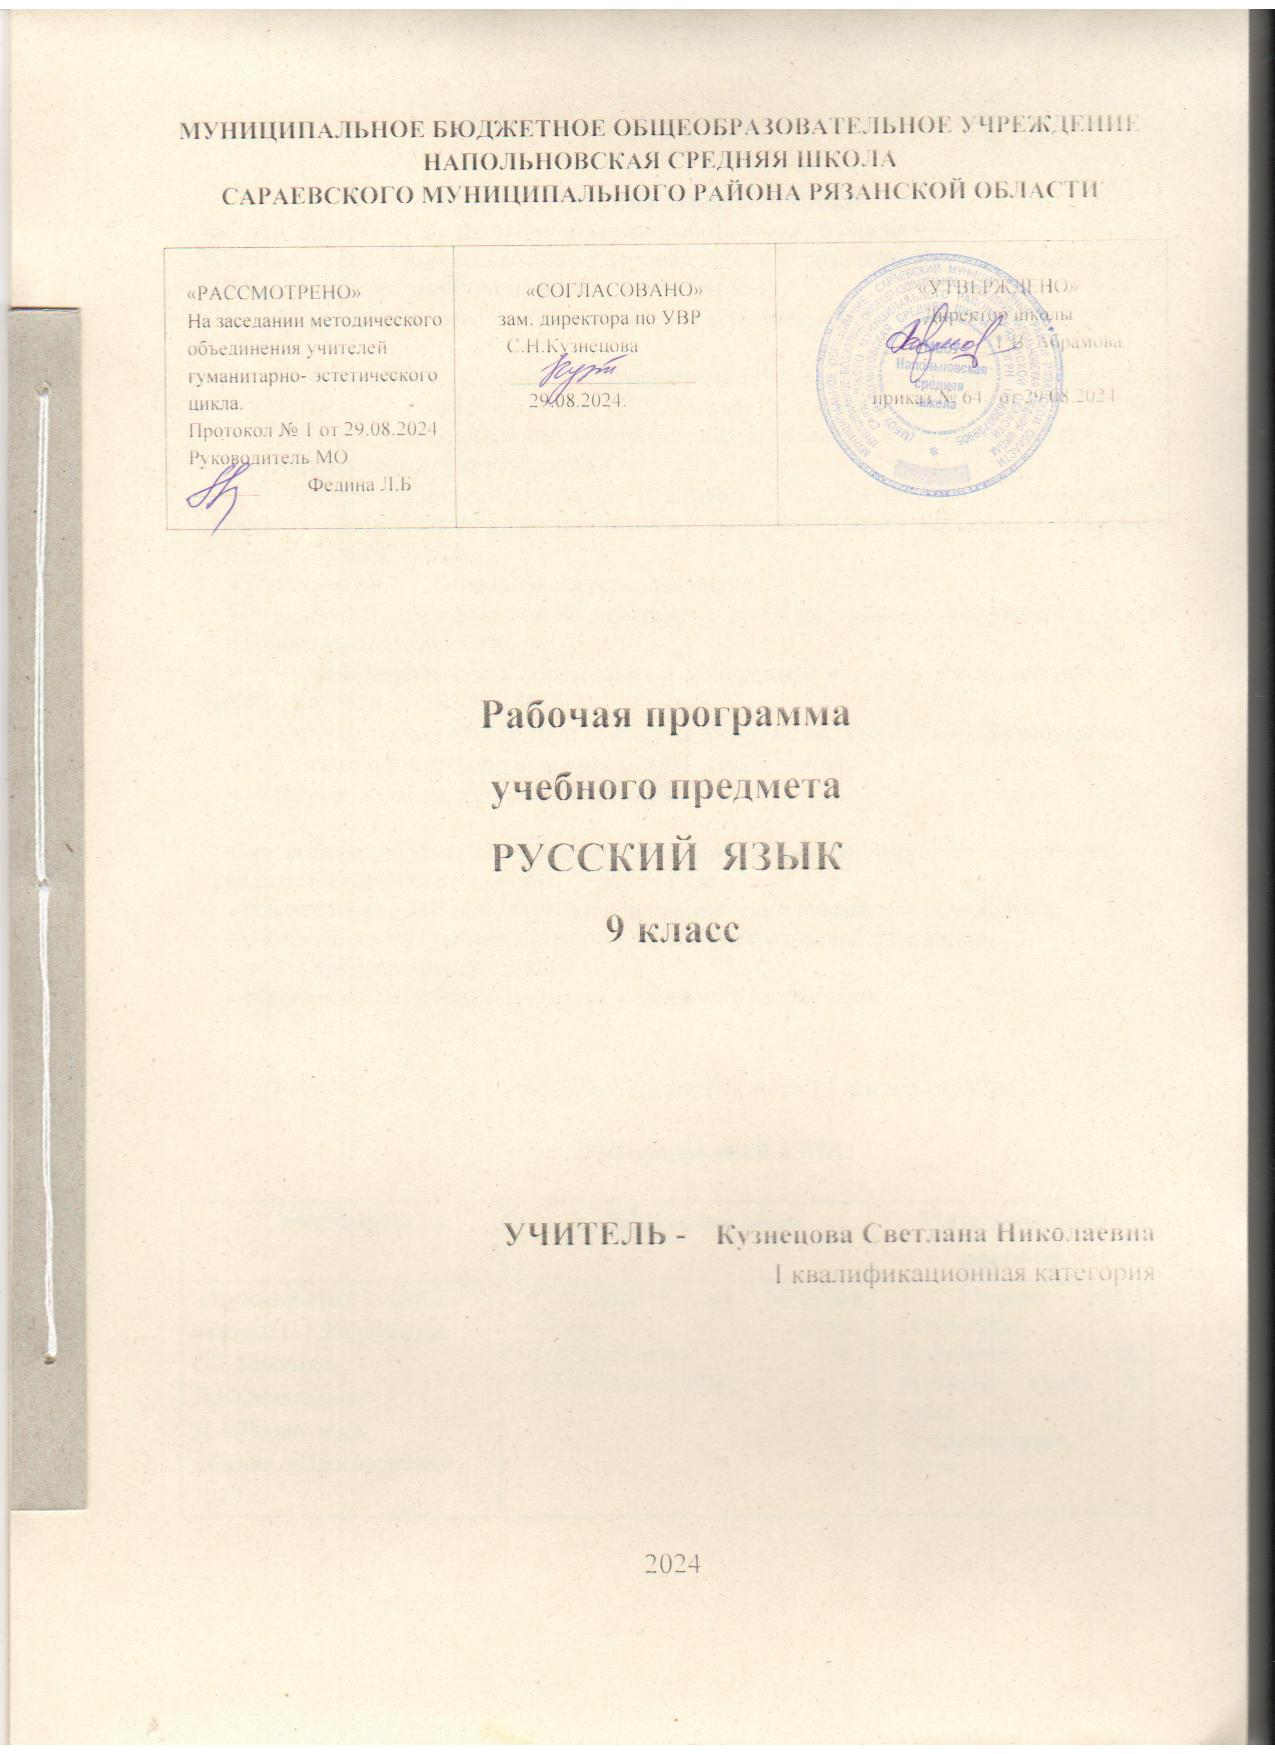 МУНИЦИПАЛЬНОЕ БЮДЖЕТНОЕ ОБЩЕОБРАЗОВАТЕЛЬНОЕ УЧРЕЖДЕНИЕ
НАПОЛЬНОВСКАЯ СРЕДНЯЯ ШКОЛА
САРАЕВСКОГО МУНИЦИПАЛЬНОГО РАЙОНА РЯЗАНСКОЙ ОБЛАСТИ
«РАССМОТРЕНО»
На заседании методического
объединения учителей
гуманитарно- эстетического
цикла.
Протокол № 1 от 29.08.2024
Руководитель МО
Федина Л.Б
«СОГЛАСОВАНО»
зам. директора по УВР
С.Н.Кузнецова
29.08.2024.
«УТВЕРЖДЕНО»
Директор школы
Абрамова
приказ № 64 от 29.08.2024
Напольновская
средняя
школа
Рабочая программа
учебного предмета
РУССКИЙ ЯЗЫК
9 класс
УЧИТЕЛЬ - Кузнецова Светлана Николаевна
I квалификационная категория
2024